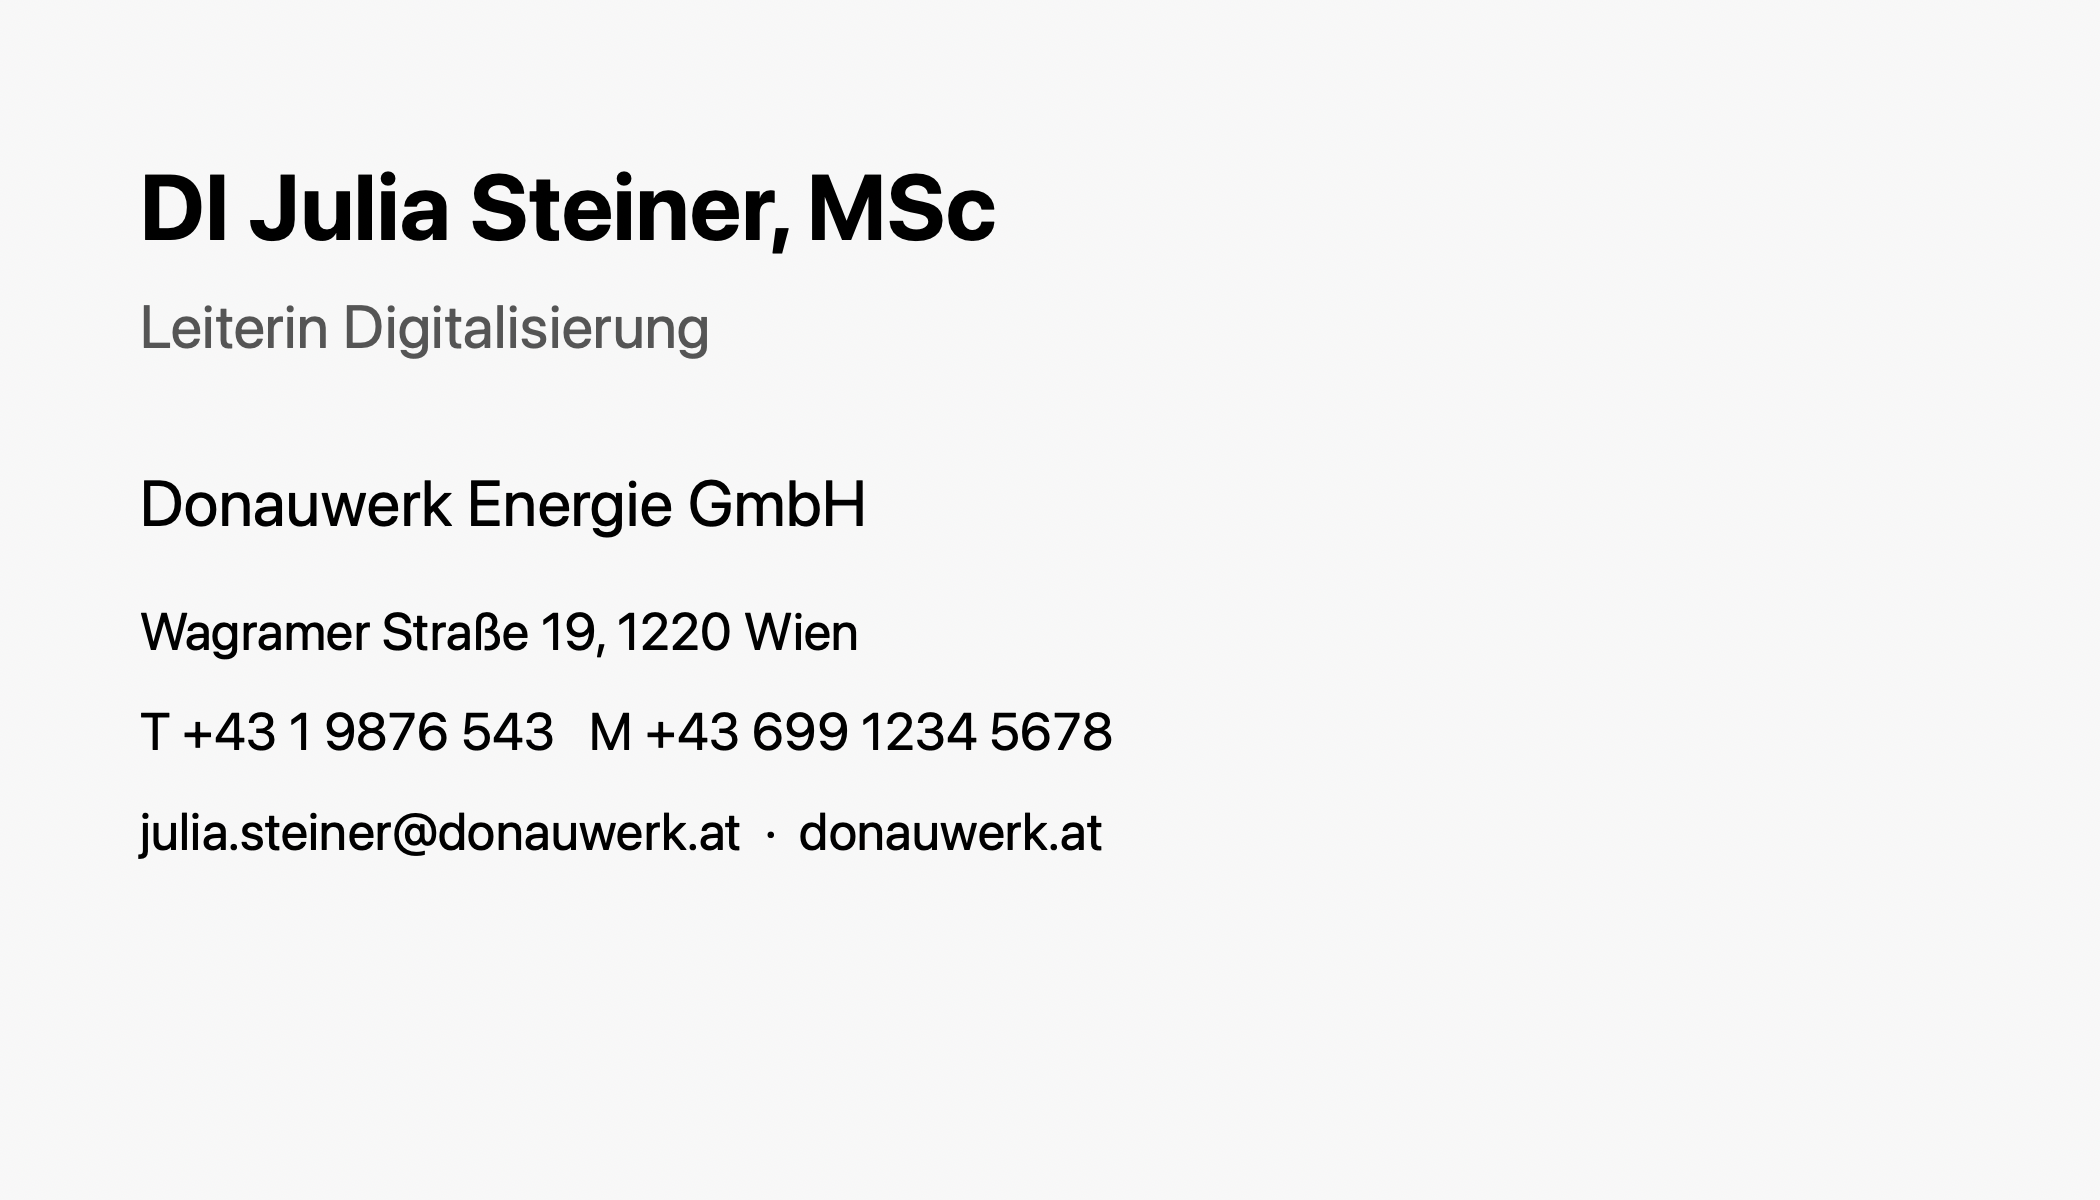 DI Julia Steiner, MSc
Leiterin Digitalisierung
Donauwerk Energie GmbH
Wagramer Straße 19, 1220 Wien
T +43 1 9876 543   M +43 699 1234 5678
julia.steiner@donauwerk.at · donauwerk.at